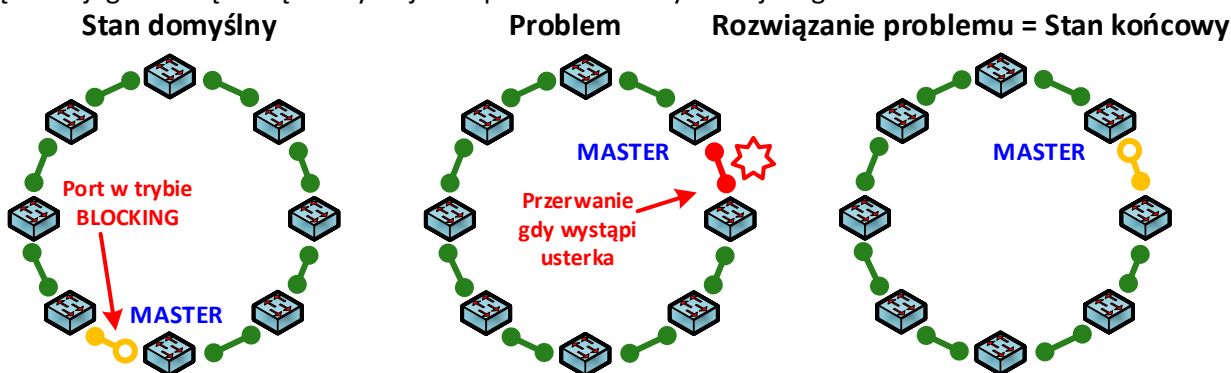 Stan domyślny
Problem
Rozwiązanie problemu = Stan końcowy
Port w trybie
BLOCKING
MASTER
MASTER
Przerwanie
gdy wystąpi
usterka
MASTER